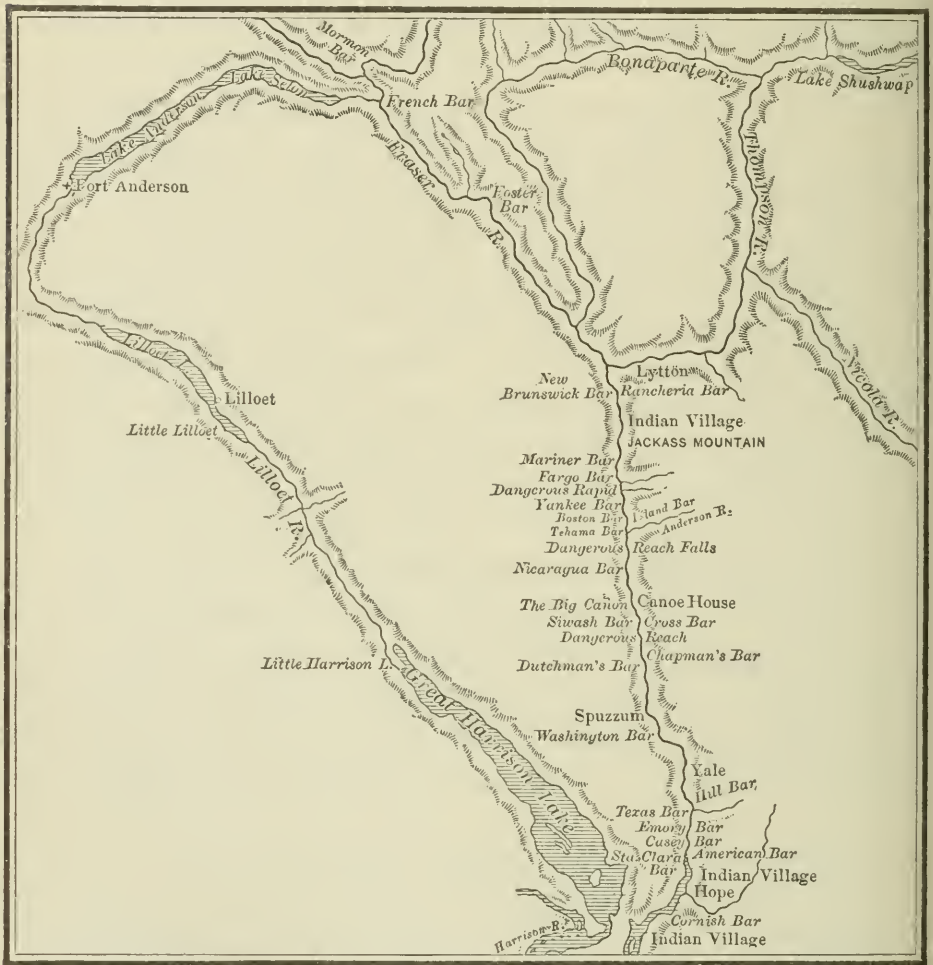 Mormon
Bar
Bonaparte R.
Lake Shushwap
Lake Seton
French Bar
Lake Anderson
Fort Anderson
Fraser
R.
Foster
Bar
Thompson R.
Nicola R.
Lytton
New
Brunswick Bar
Rancheria Bar
Indian Village
JACKASS MOUNTAIN
Lilloet
Lilloet
Little Lilloet
Lilloet
R.
Mariner Bar
Fargo Bar
Dangerous Rapid
Yankee Bar
Island Bar
Boston Bar
Anderson R.
Tehama Bar
Dangerous Reach Falls
Nicaragua Bar
The Big Cañon
Canoe House
Siwash Bar
Cross Bar
Dangerous Reach
Chapman's Bar
Dutchman's Bar
Little Harrison L.
Great Harrison Lake
Spuzzum
Washington Bar
Yale
Hill Bar
Texas Bar
Emory Bar
Casey Bar
Sta Clara
Bar
American Bar
Indian Village
Hope
Cornish Bar
Harrison R.
Indian Village